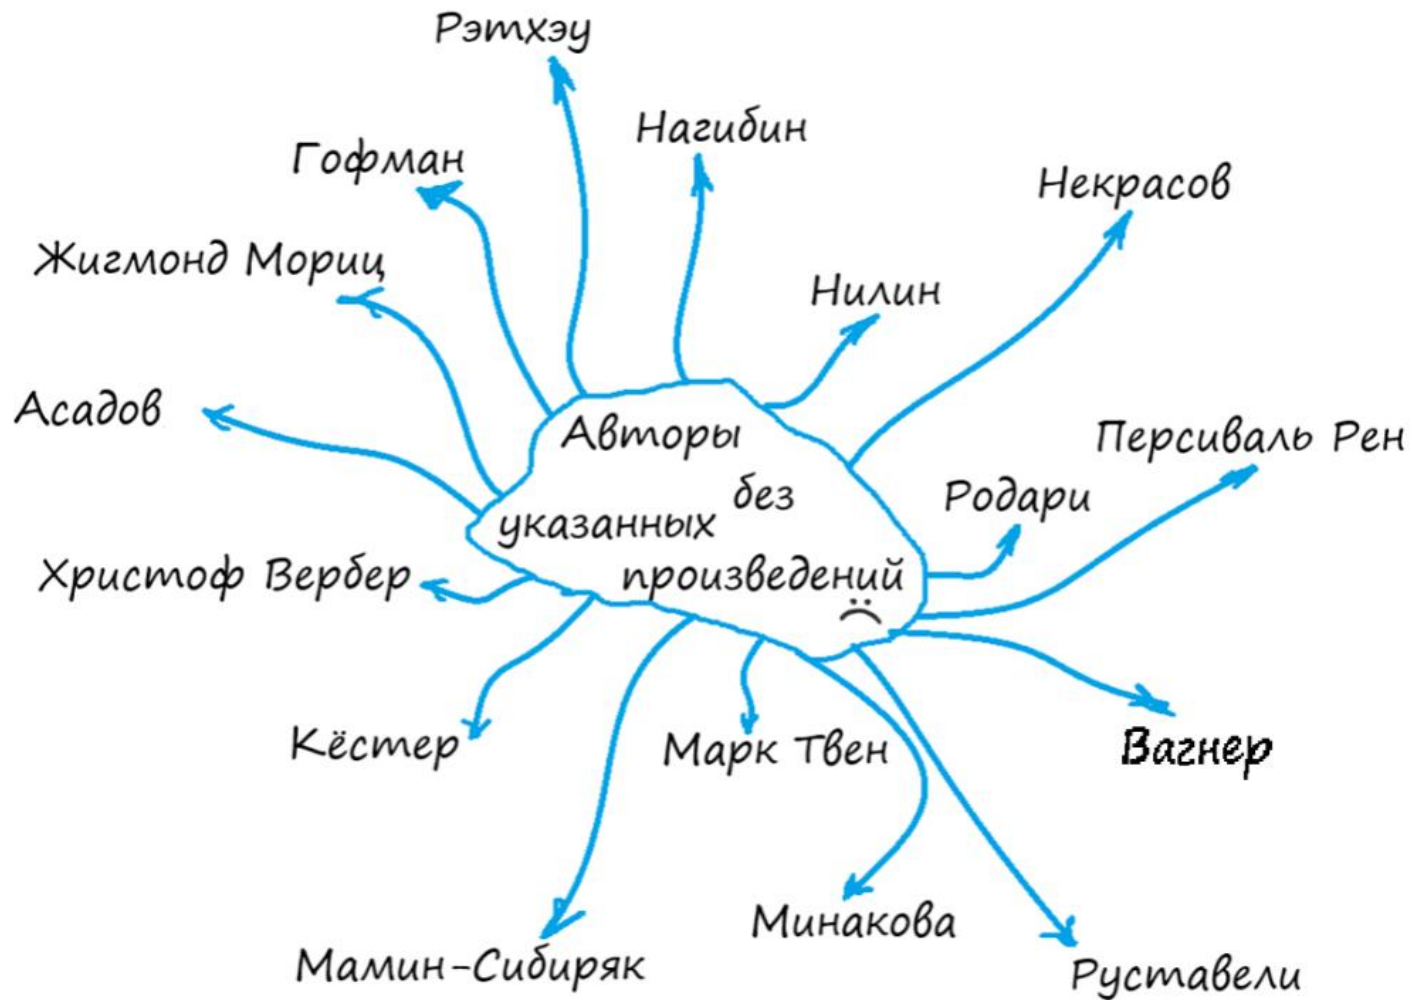 Рэтхэу
Нагибин
Гофман
Некрасов
Жигмонд Мориц
Нилин
Асадов
Авторы
без
указанных
произведений
Персиваль Рен
Родари
Христоф Вербер
Кёстер
Марк Твен
Вагнер
Минакова
Мамин-Сибиряк
Руставели